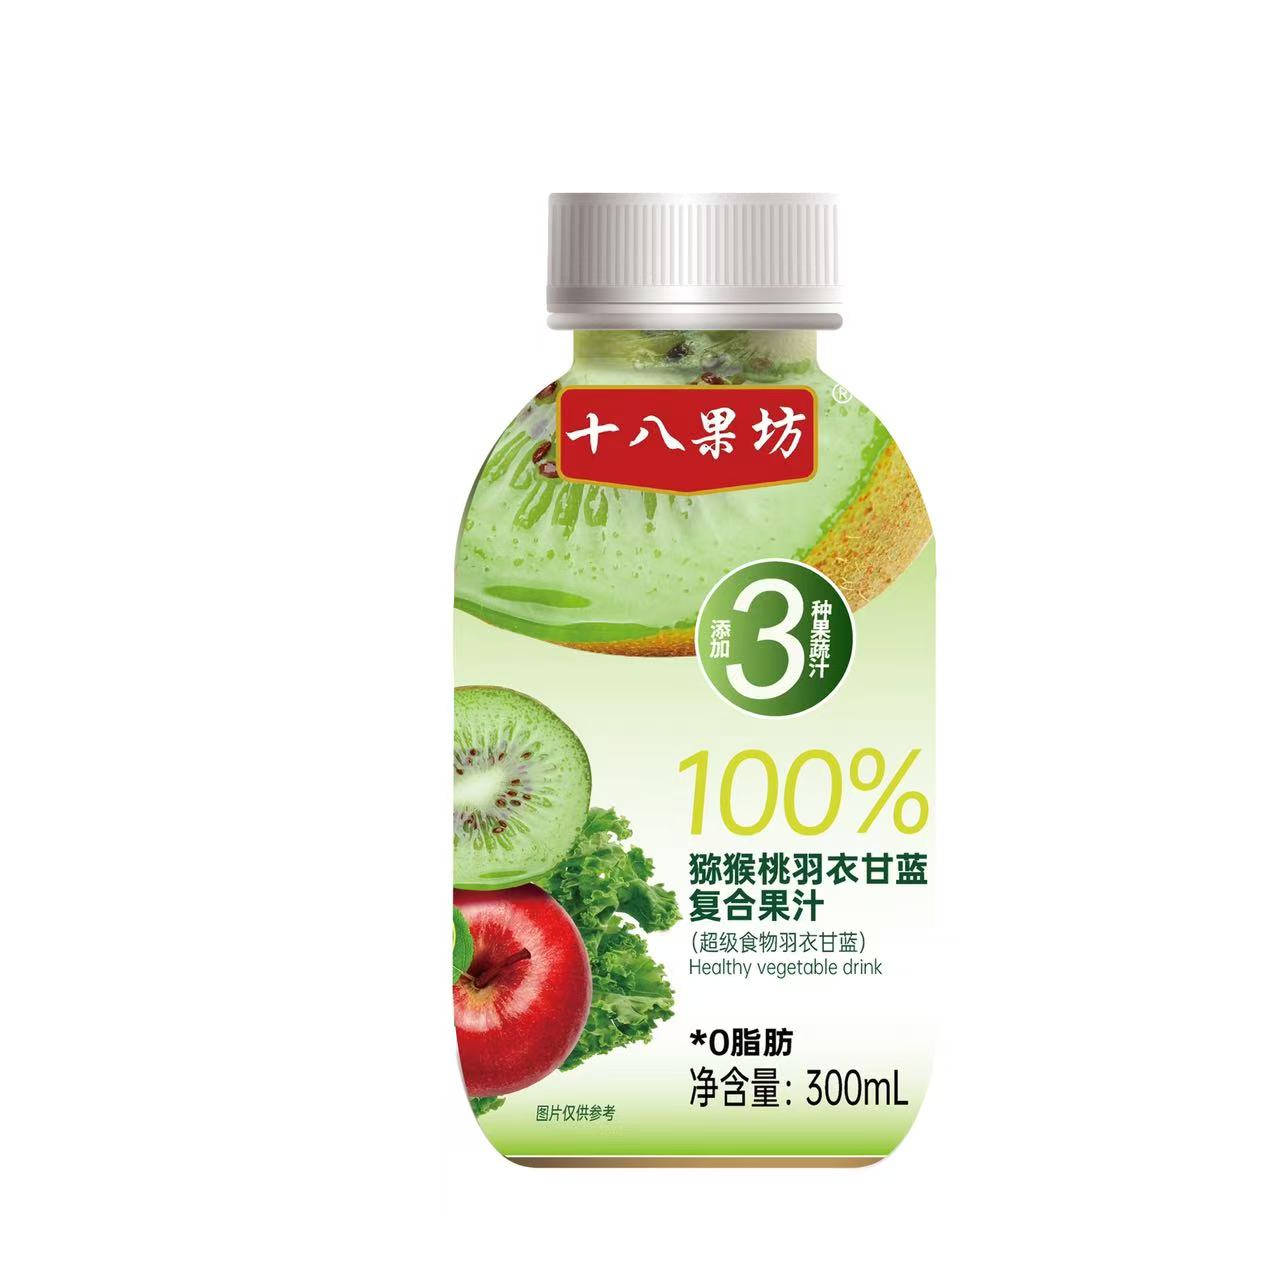 十八果坊
®
添加
3
种果蔬汁
100%
猕猴桃羽衣甘蓝
复合果汁
(超级食物羽衣甘蓝)
Healthy vegetable drink
*0脂肪
净含量: 300mL
图片仅供参考